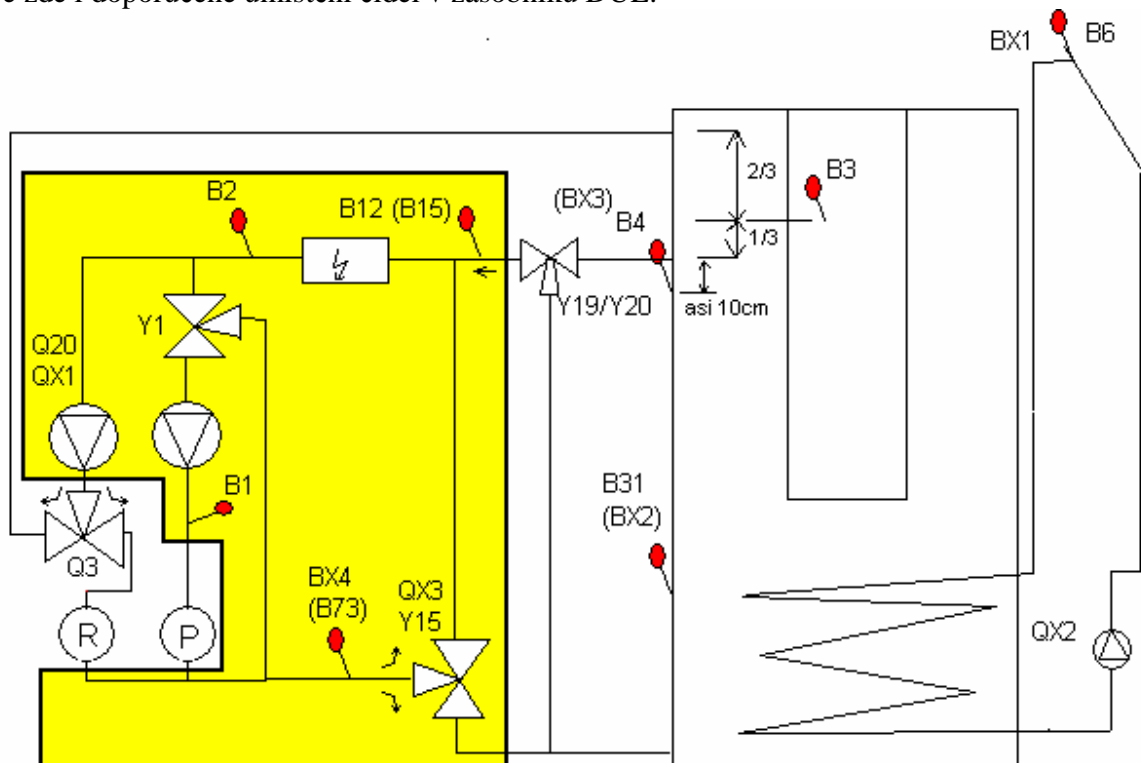 BX1
B6
2/3
B3
B2
B12 (B15)
(BX3)
B4
1/3
Y19/Y20
asi 10cm
Y1
Q20
QX1
B1
B31
(BX2)
Q3
BX4
(B73)
QX3
Y15
R
P
QX2